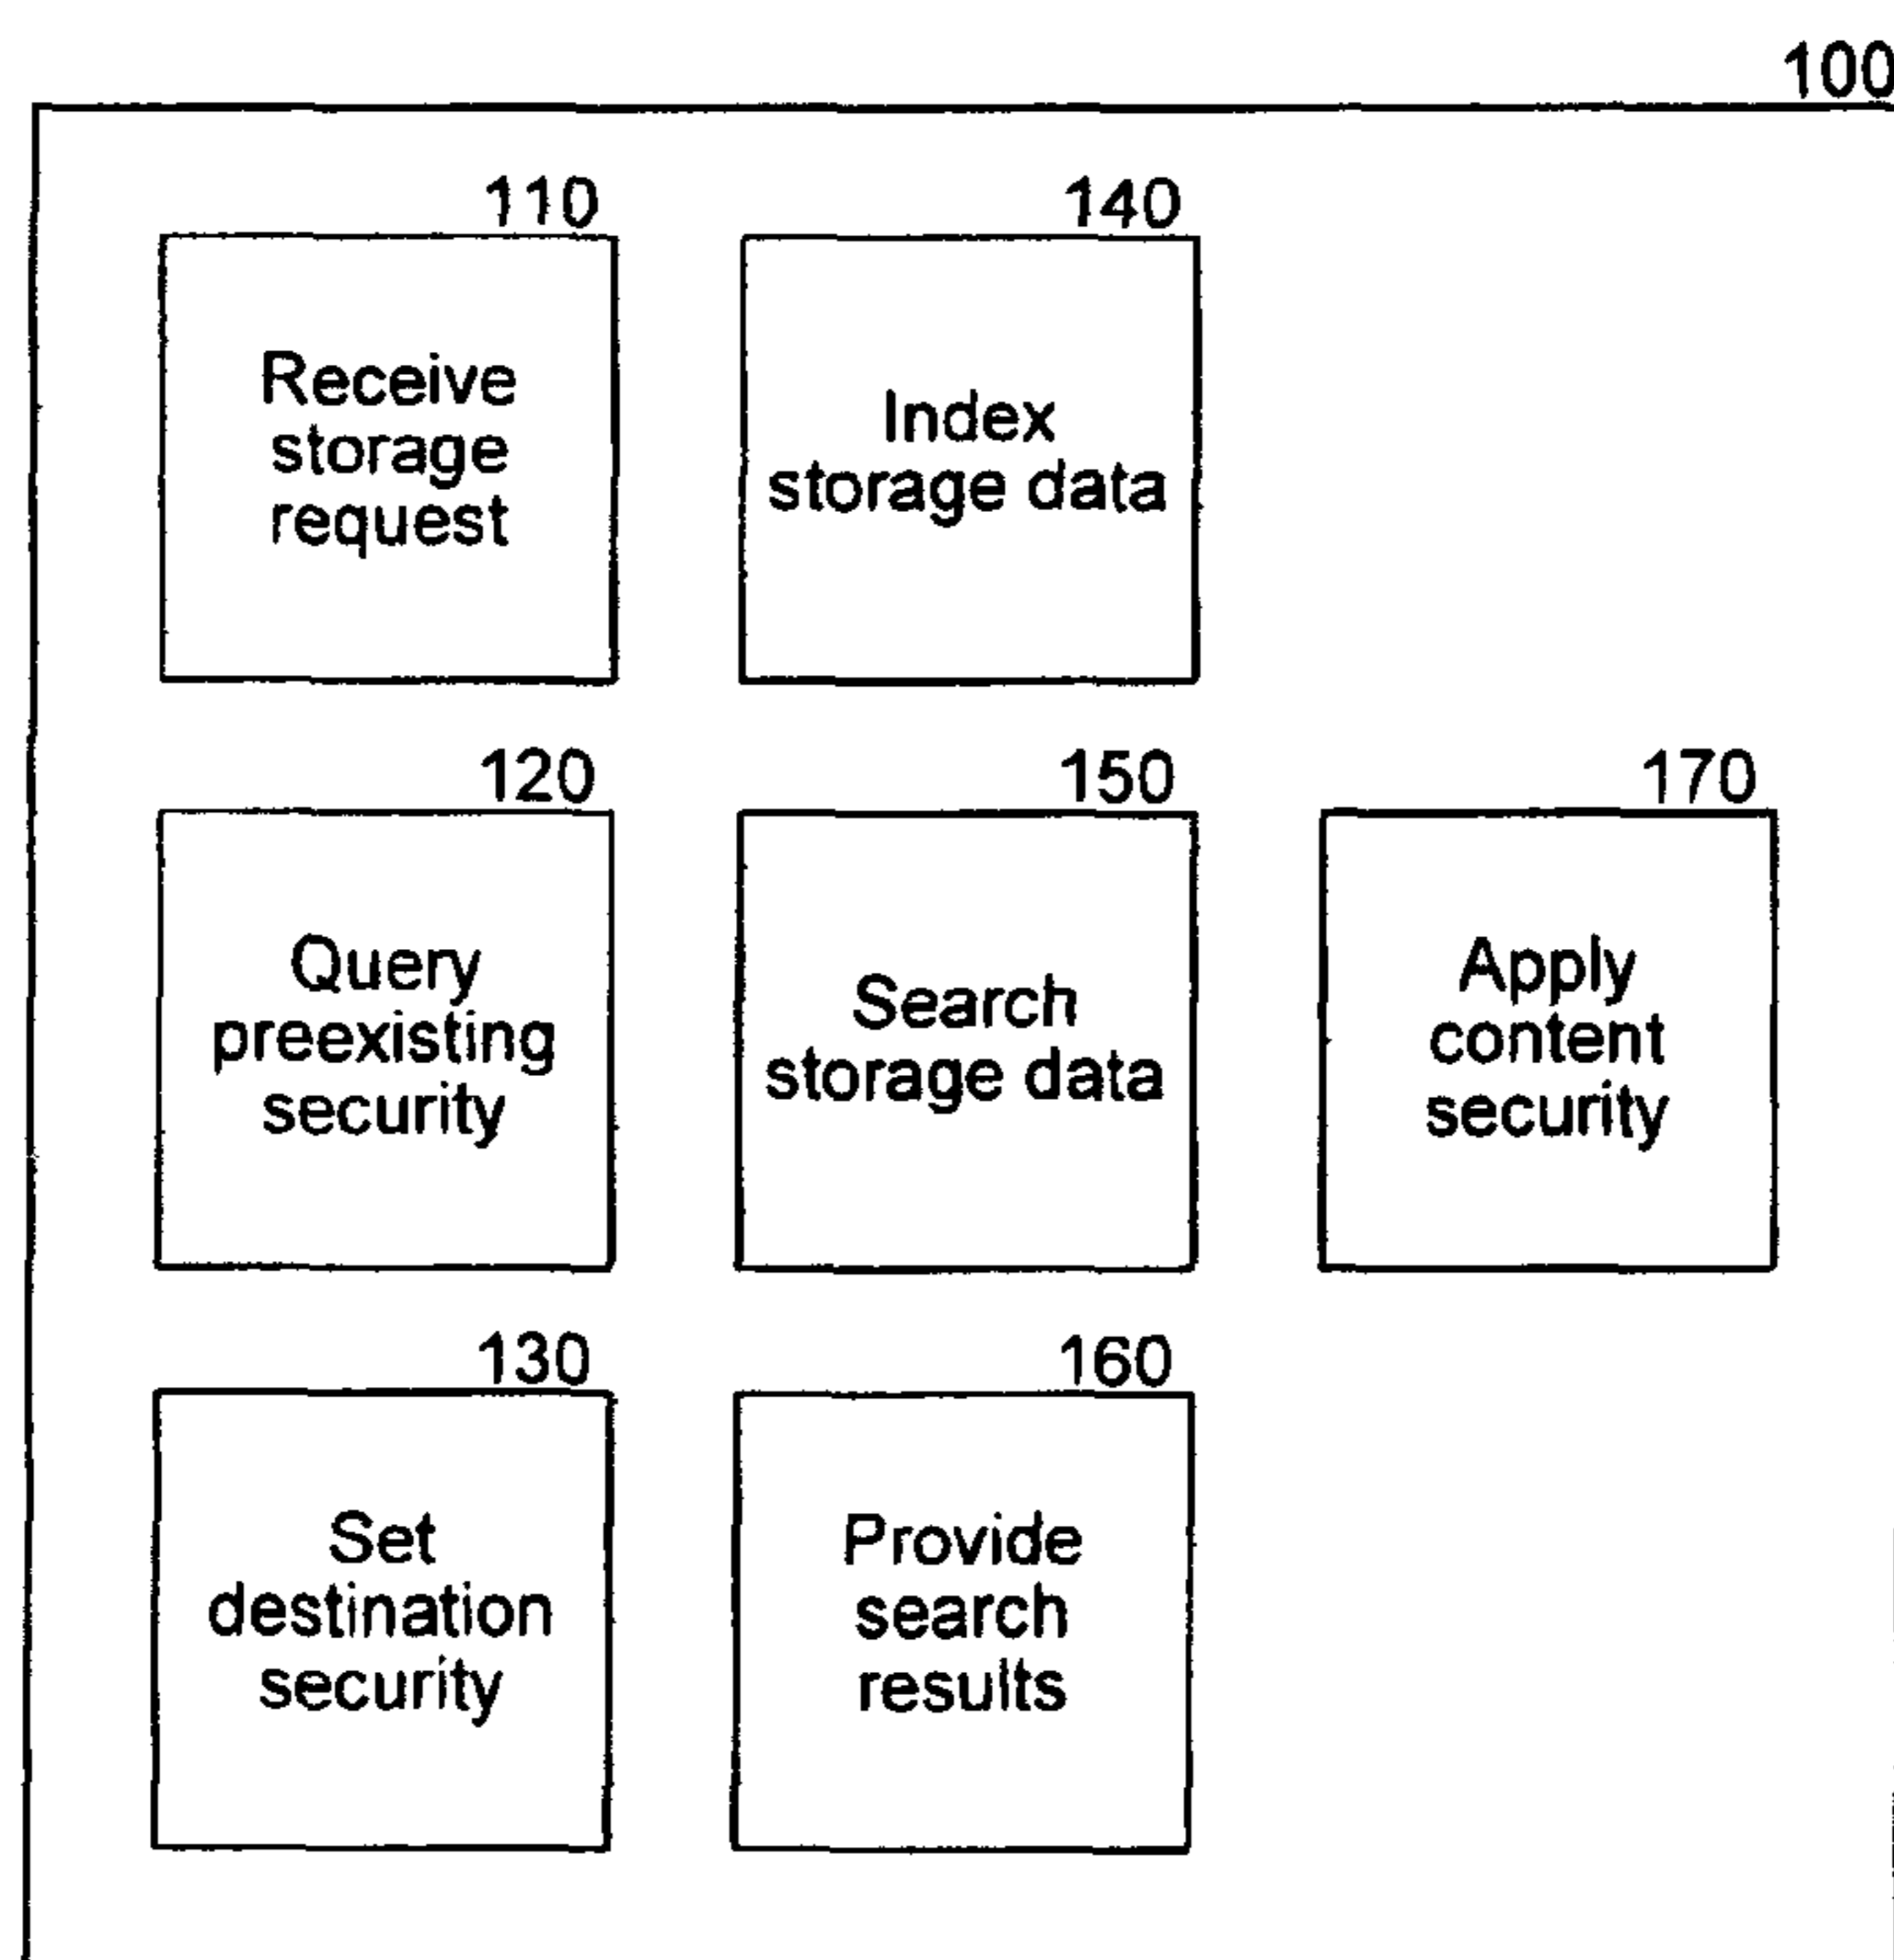 100
110
Receive
storage
request
140
Index
storage data
120
Query
preexisting
security
150
Search
storage data
170
Apply
content
security
130
Set
destination
security
160
Provide
search
results